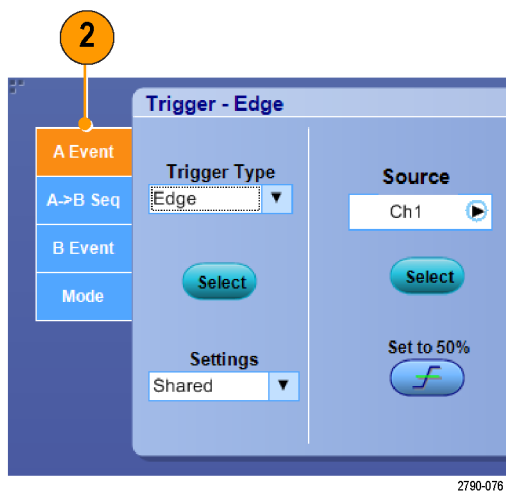 2
Trigger - Edge
A Event
A->B Seq
B Event
Mode
Trigger Type
Edge
Select
Settings
Shared
Source
Ch1
Select
Set to 50%
2790-076